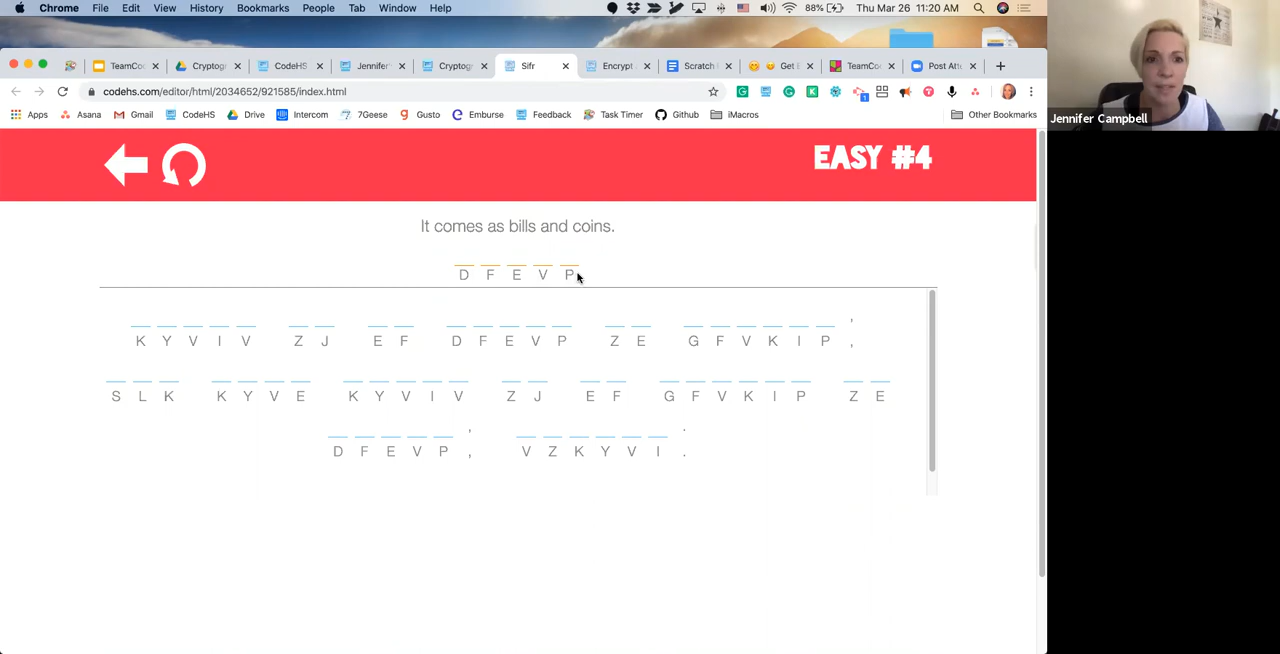 Chrome File Edit View History Bookmarks People Tab Window Help 88% Thu Mar 26 11:20 AM
TeamCo Cryptog CodeHS Jennifer Cryptog Sifr Encrypt Scratch Get TeamCo Post Att
codehs.com/editor/html/2034652/921585/index.html
Apps Asana Gmail CodeHS Drive Intercom 7Geese Gusto Emburse Feedback Task Timer Github iMacros Other Bookmarks
Jennifer Campbell
EASY #4
It comes as bills and coins.
D F E V P
,
K Y V I V Z J E F D F E V P Z E G F V K I P ,
S L K K Y V E K Y V I V Z J E F G F V K I P Z E
, .
D F E V P , V Z K Y V I .